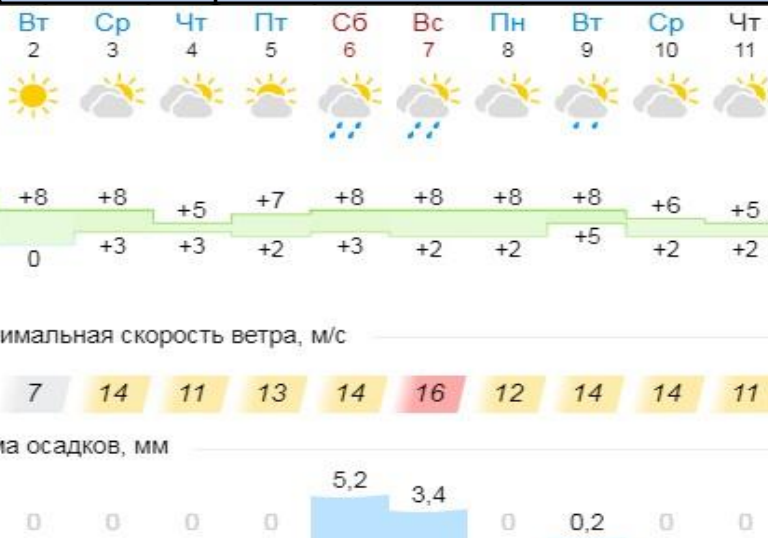 Вт Ср Чт Пт Сб Вс Пн Вт Ср Чт
2 3 4 5 6 7 8 9 10 11
+8 +8 +5 +7 +8 +8 +8 +8 +6 +5
0 +3 +3 +2 +3 +2 +2 +5 +2 +2
имальная скорость ветра, м/с
7 14 11 13 14 16 12 14 14 11
ма осадков, мм
0 0 0 0 5,2 3,4 0 0,2 0 0